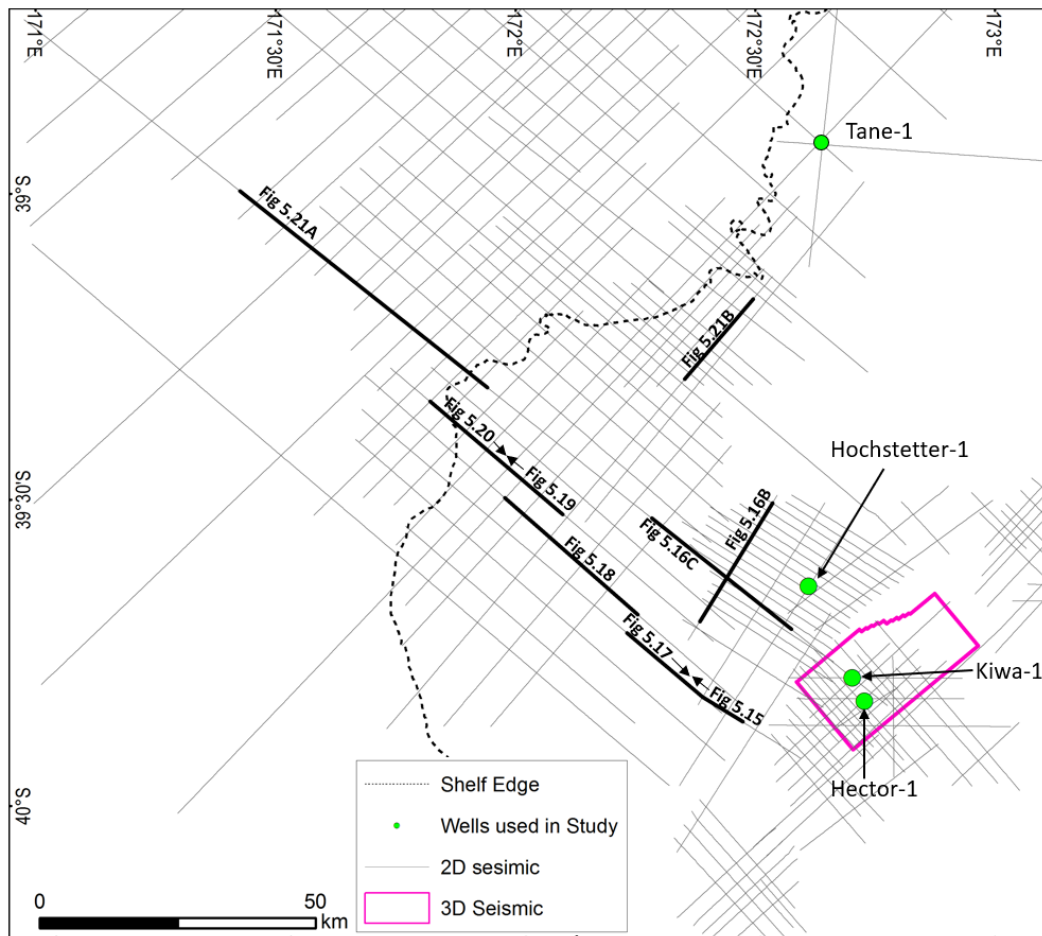 171°E
171°30'E
172°E
172°30'E
173°E
39°S
39°30'S
40°S
Tane-1
Fig 5.21A
Fig 5.21B
Fig 5.20
Fig 5.19
Hochstetter-1
Fig 5.16B
Fig 5.16C
Fig 5.18
Fig 5.17
Fig 5.15
Kiwa-1
Hector-1
Shelf Edge
Wells used in Study
2D sesimic
3D Seismic
0 50
km